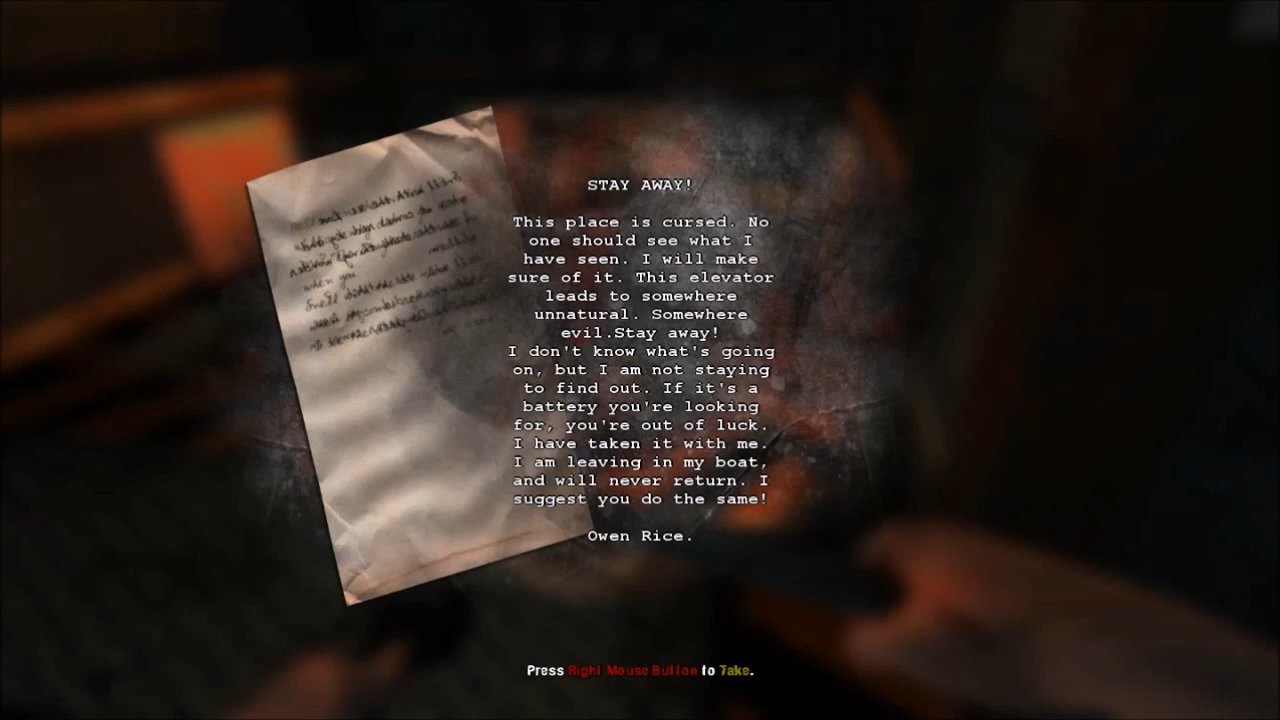 STAY AWAY!
This place is cursed. No
one should see what I
have seen. I will make
sure of it. This elevator
leads to somewhere
unnatural. Somewhere
evil.Stay away!
I don't know what's going
on, but I am not staying
to find out. If it's a
battery you're looking
for, you're out of luck.
I have taken it with me.
I am leaving in my boat,
and will never return. I
suggest you do the same!
Owen Rice.
Press Right Mouse Button to Take.